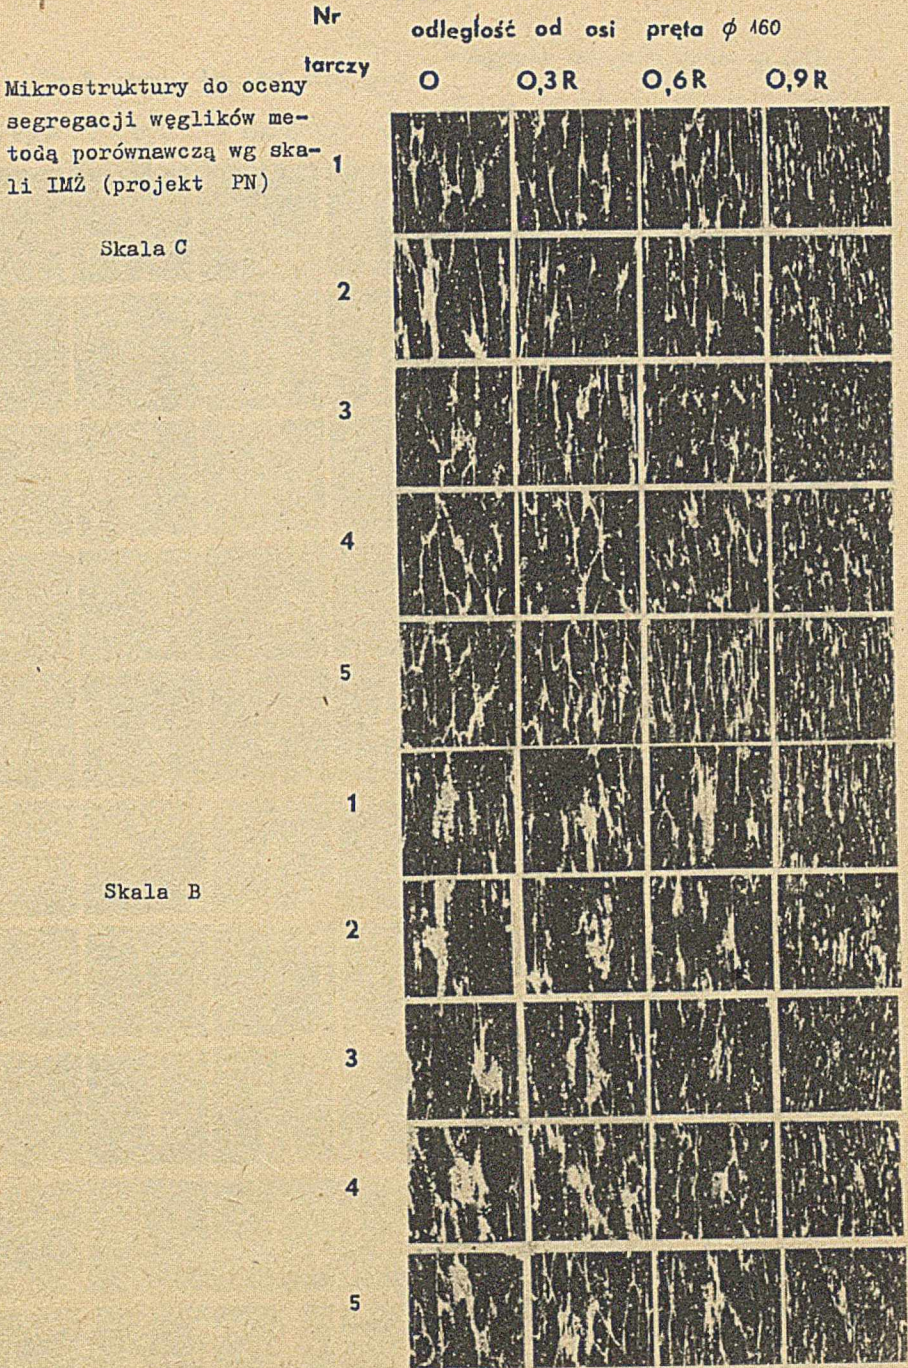 Nr
tarczy
odległość od osi pręta ϕ 160
0 0,3R 0,6R 0,9R
Mikrostruktury do oceny
segregacji węglików me-
todą porównawczą wg ska-
li IMŻ (projekt PN)
Skala C
1
2
3
4
5
Skala B
1
2
3
4
5